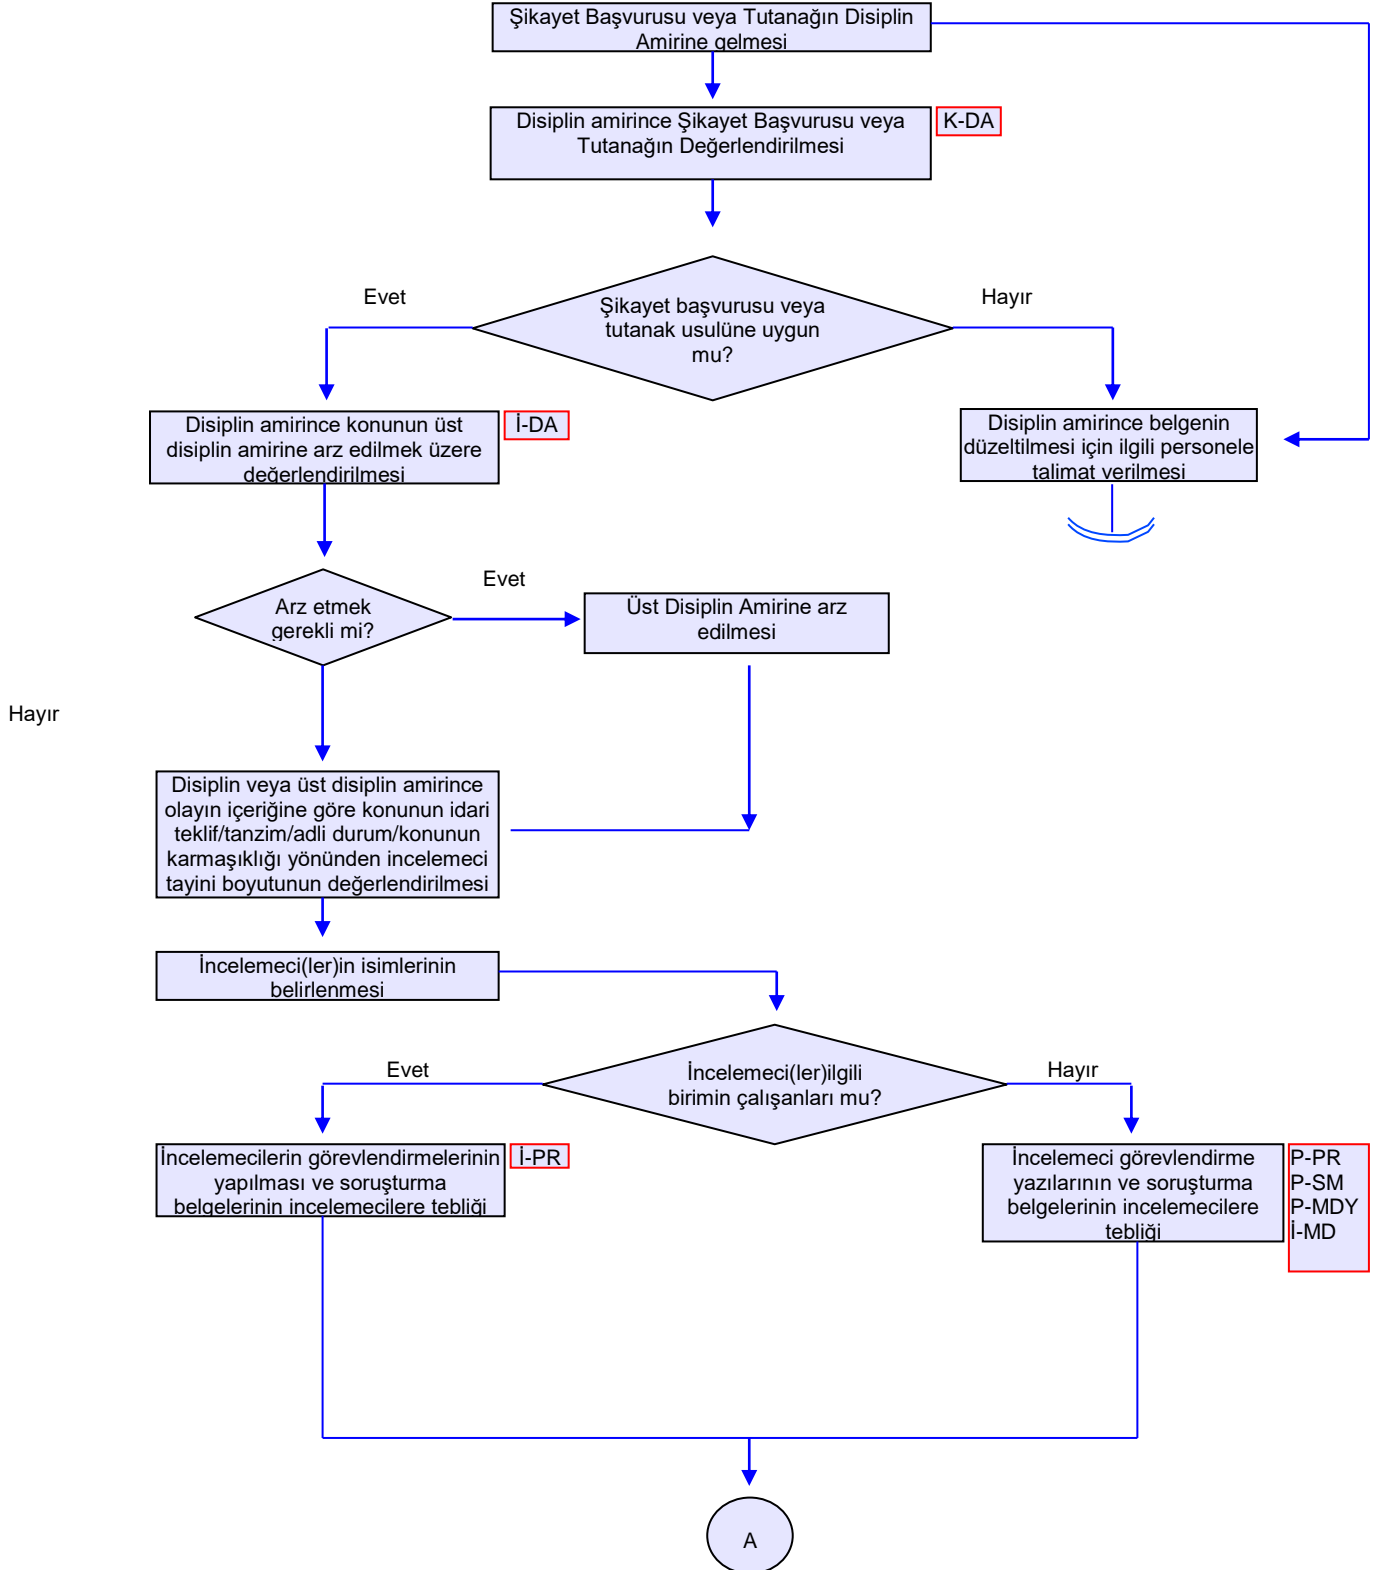 Şikayet Başvurusu veya Tutanağın Disiplin
Amirine gelmesi
Disiplin amirince Şikayet Başvurusu veya
Tutanağın Değerlendirilmesi
K-DA
Evet
Hayır
Şikayet başvurusu veya
tutanak usulüne uygun
mu?
Disiplin amirince konunun üst
disiplin amirine arz edilmek üzere
değerlendirilmesi
İ-DA
Disiplin amirince belgenin
düzeltilmesi için ilgili personele
talimat verilmesi
Evet
Arz etmek
gerekli mi?
Üst Disiplin Amirine arz
edilmesi
Hayır
Disiplin veya üst disiplin amirince
olayın içeriğine göre konunun idari
teklif/tanzim/adli durum/konunun
karmaşıklığı yönünden incelemeci
tayini boyutunun değerlendirilmesi
İncelemeci(ler)in isimlerinin
belirlenmesi
Evet
Hayır
İncelemeci(ler)ilgili
birimin çalışanları mu?
İncelemecilerin görevlendirmelerinin
yapılması ve soruşturma
belgelerinin incelemecilere tebliği
İ-PR
İncelemeci görevlendirme
yazılarının ve soruşturma
belgelerinin incelemecilere
tebliği
P-PR
P-SM
P-MDY
İ-MD
A